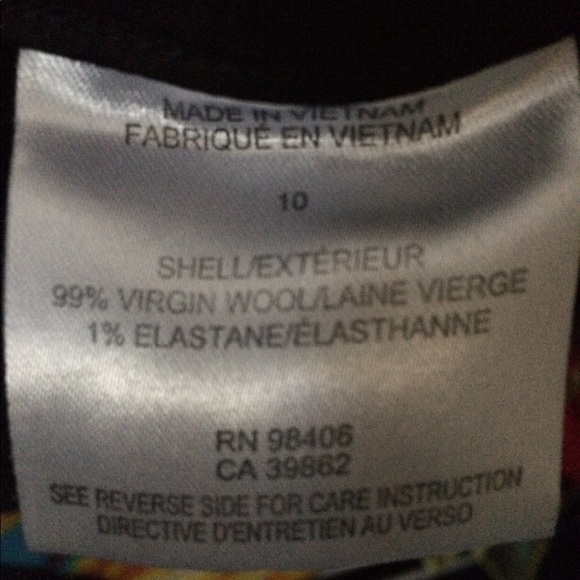 MADE IN VIETNAM
FABRIQUÉ EN VIETNAM
10
SHELL/EXTÉRIEUR
99% VIRGIN WOOL/LAINE VIERGE
1% ELASTANE/ÉLASTHANNE
RN 98406
CA 39862
SEE REVERSE SIDE FOR CARE INSTRUCTION
DIRECTIVE D'ENTRETIEN AU VERSO